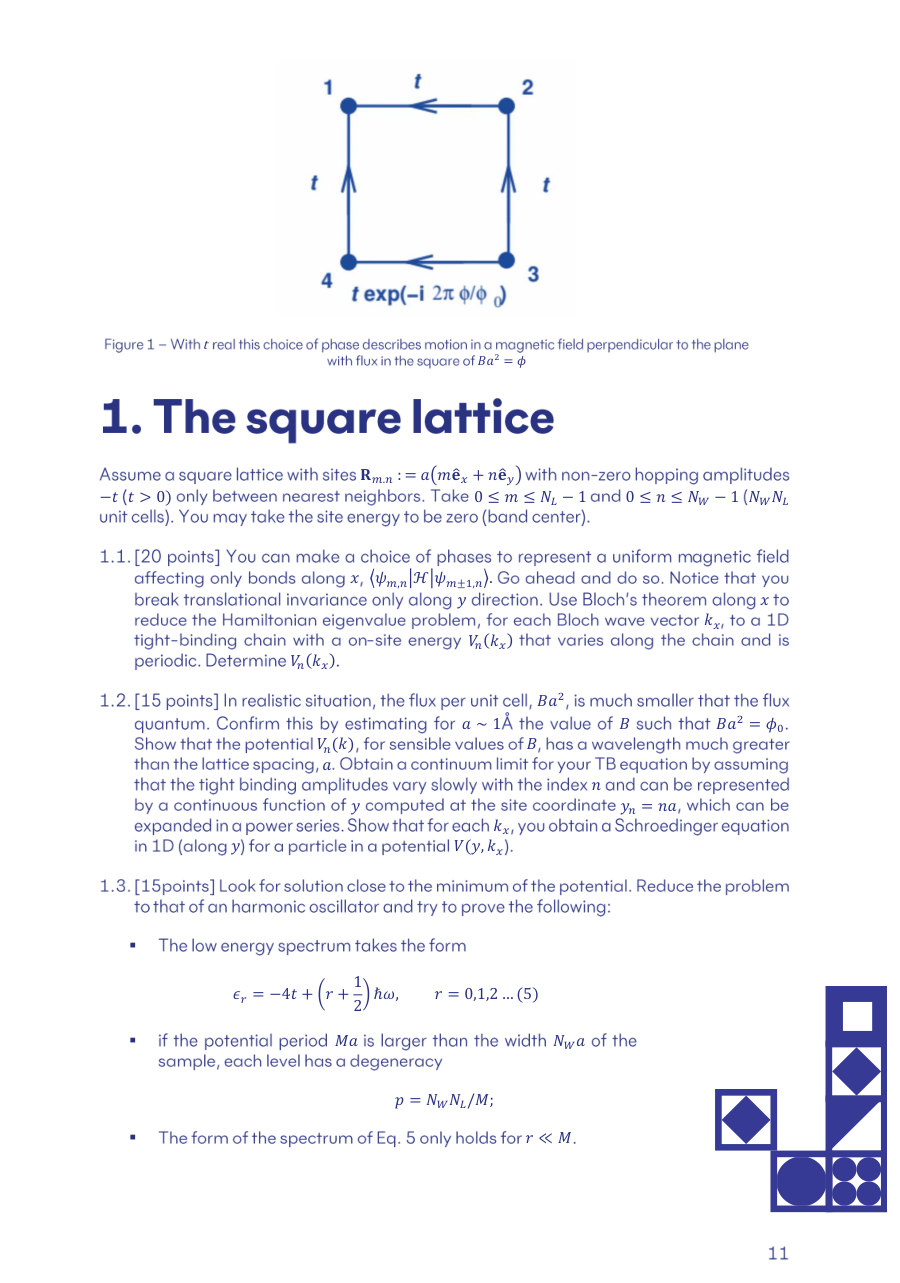 1
t
2
t
t
4
3
t exp(-i 2π ϕ/ϕ ₀)
Figure 1 – With t real this choice of phase describes motion in a magnetic field perpendicular to the plane
with flux in the square of Ba² = ϕ
1. The square lattice
Assume a square lattice with sites R_{m.n} := a(mê_x + nê_y) with non-zero hopping amplitudes
−t (t > 0) only between nearest neighbors. Take 0 ≤ m ≤ N_L − 1 and 0 ≤ n ≤ N_W − 1 (N_W N_L
unit cells). You may take the site energy to be zero (band center).
1.1. [20 points] You can make a choice of phases to represent a uniform magnetic field
affecting only bonds along x, ⟨ψ_{m,n}|ℋ|ψ_{m±1,n}⟩. Go ahead and do so. Notice that you
break translational invariance only along y direction. Use Bloch's theorem along x to
reduce the Hamiltonian eigenvalue problem, for each Bloch wave vector k_x, to a 1D
tight-binding chain with a on-site energy V_n(k_x) that varies along the chain and is
periodic. Determine V_n(k_x).
1.2. [15 points] In realistic situation, the flux per unit cell, Ba², is much smaller that the flux
quantum. Confirm this by estimating for a ~ 1Å the value of B such that Ba² = ϕ₀.
Show that the potential V_n(k), for sensible values of B, has a wavelength much greater
than the lattice spacing, a. Obtain a continuum limit for your TB equation by assuming
that the tight binding amplitudes vary slowly with the index n and can be represented
by a continuous function of y computed at the site coordinate y_n = na, which can be
expanded in a power series. Show that for each k_x, you obtain a Schroedinger equation
in 1D (along y) for a particle in a potential V(y, k_x).
1.3. [15points] Look for solution close to the minimum of the potential. Reduce the problem
to that of an harmonic oscillator and try to prove the following:
▪ The low energy spectrum takes the form
ϵ_r = −4t + (r + 1/2) ℏω, r = 0,1,2 … (5)
▪ if the potential period Ma is larger than the width N_W a of the
sample, each level has a degeneracy
p = N_W N_L/M;
▪ The form of the spectrum of Eq. 5 only holds for r ≪ M.
11